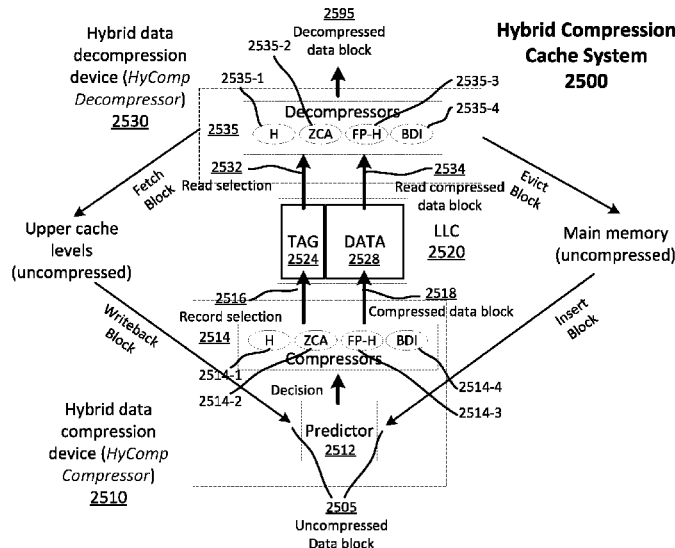 2595
Decompressed
data block
Hybrid Compression
Cache System
2500
Hybrid data
decompression
device (HyComp
Decompressor)
2530
2535-2
2535-1
2535-3
2535-4
Decompressors
2535
H
ZCA
FP-H
BDI
2532
Read selection
2534
Read compressed
data block
Fetch
Block
Evict
Block
Upper cache
levels
(uncompressed)
TAG
2524
DATA
2528
LLC
2520
Main memory
(uncompressed)
2516
Record selection
2518
Compressed data block
Writeback
Block
Insert
Block
2514
H
ZCA
FP-H
BDI
Compressors
2514-1
2514-2
Decision
2514-4
2514-3
Hybrid data
compression
device (HyComp
Compressor)
2510
Predictor
2512
2505
Uncompressed
Data block